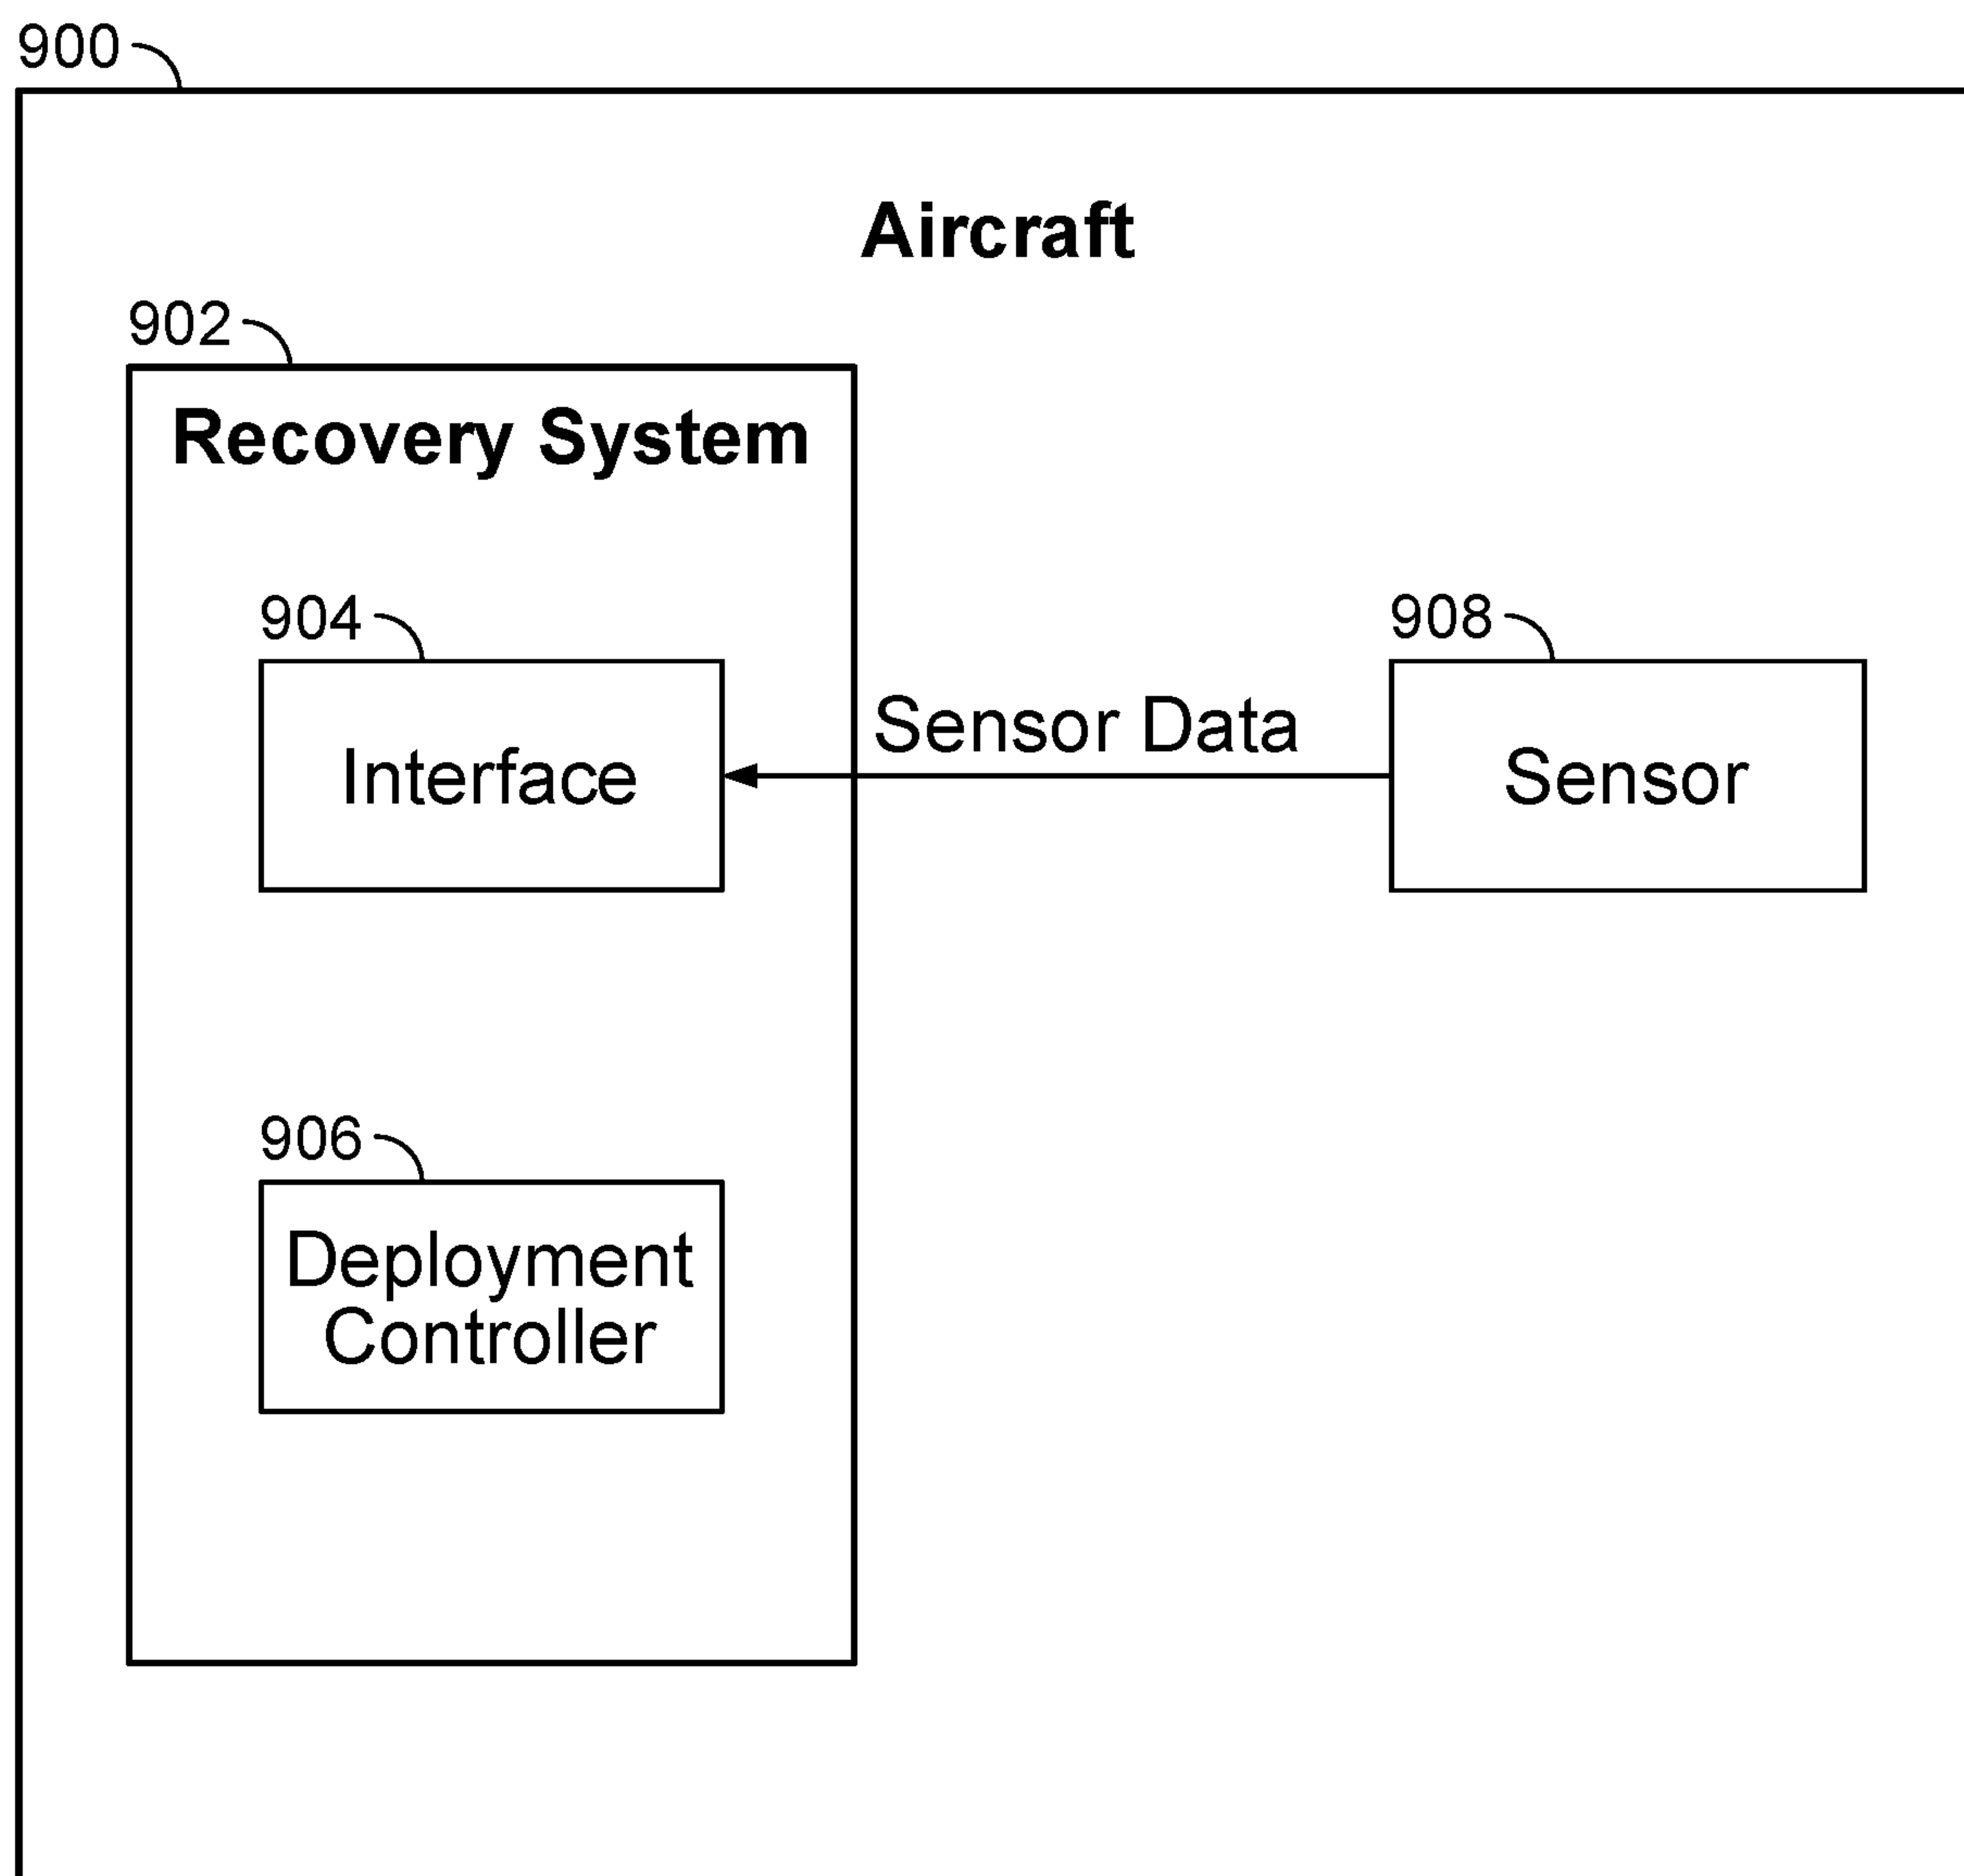 900
Aircraft
902
Recovery System
904
908
Sensor Data
Interface
Sensor
906
Deployment
Controller